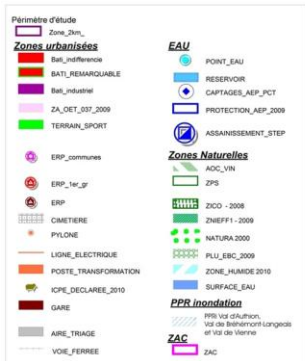 Périmètre d'étude
Zone_2km_
Zones urbanisées
Bati_indifferencie
BATI_REMARQUABLE
Bati_industriel
ZA_OET_037_2009
TERRAIN_SPORT
ERP_communes
ERP_1er_gr
ERP
CIMETIERE
PYLONE
LIGNE_ELECTRIQUE
POSTE_TRANSFORMATION
ICPE_DECLAREE_2010
GARE
AIRE_TRIAGE
VOIE_FERREE
EAU
POINT_EAU
RESERVOIR
CAPTAGES_AEP_PCT
PROTECTION_AEP_2009
ASSAINISSEMENT_STEP
Zones Naturelles
AOC_VIN
ZPS
ZICO - 2008
ZNIEFF1 - 2009
NATURA 2000
PLU_EBC_2009
ZONE_HUMIDE 2010
SURFACE_EAU
PPR inondation
PPRi Val d'Authion,
Val de Bréhémont-Langeais
et Val de Vienne
ZAC
ZAC